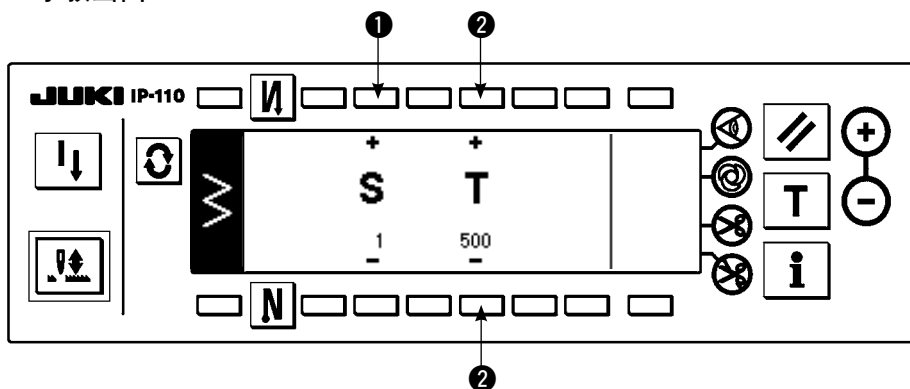 ❶ ❷
JUKI IP-110
+ +
S T
1 500
− −
+
−
T
i
❷